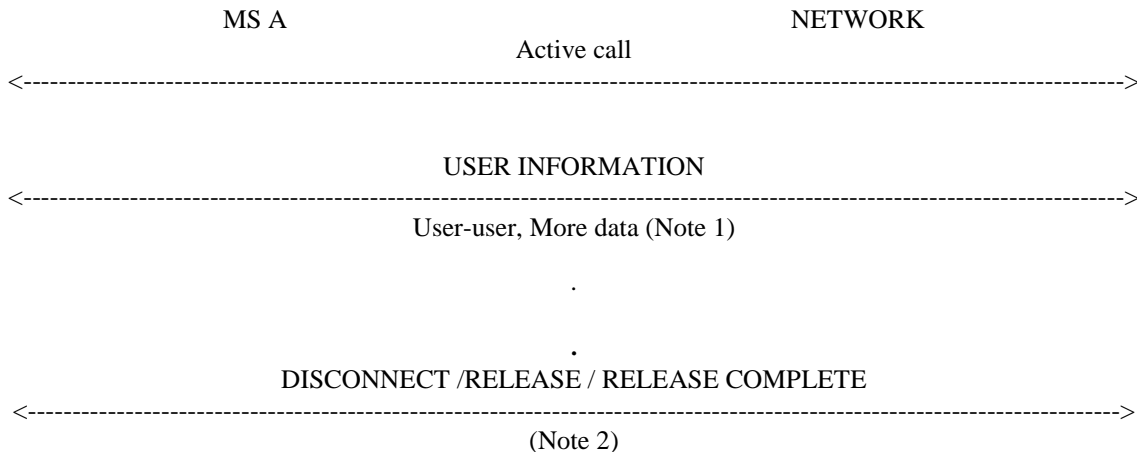 MS A NETWORK
Active call
<------------------------------------------------------------------------------------------------------------------------------>
USER INFORMATION
<------------------------------------------------------------------------------------------------------------------------------>
User-user, More data (Note 1)
.
.
DISCONNECT /RELEASE / RELEASE COMPLETE
<----------------------------------------------------------------------------------------------------------------------------->
(Note 2)